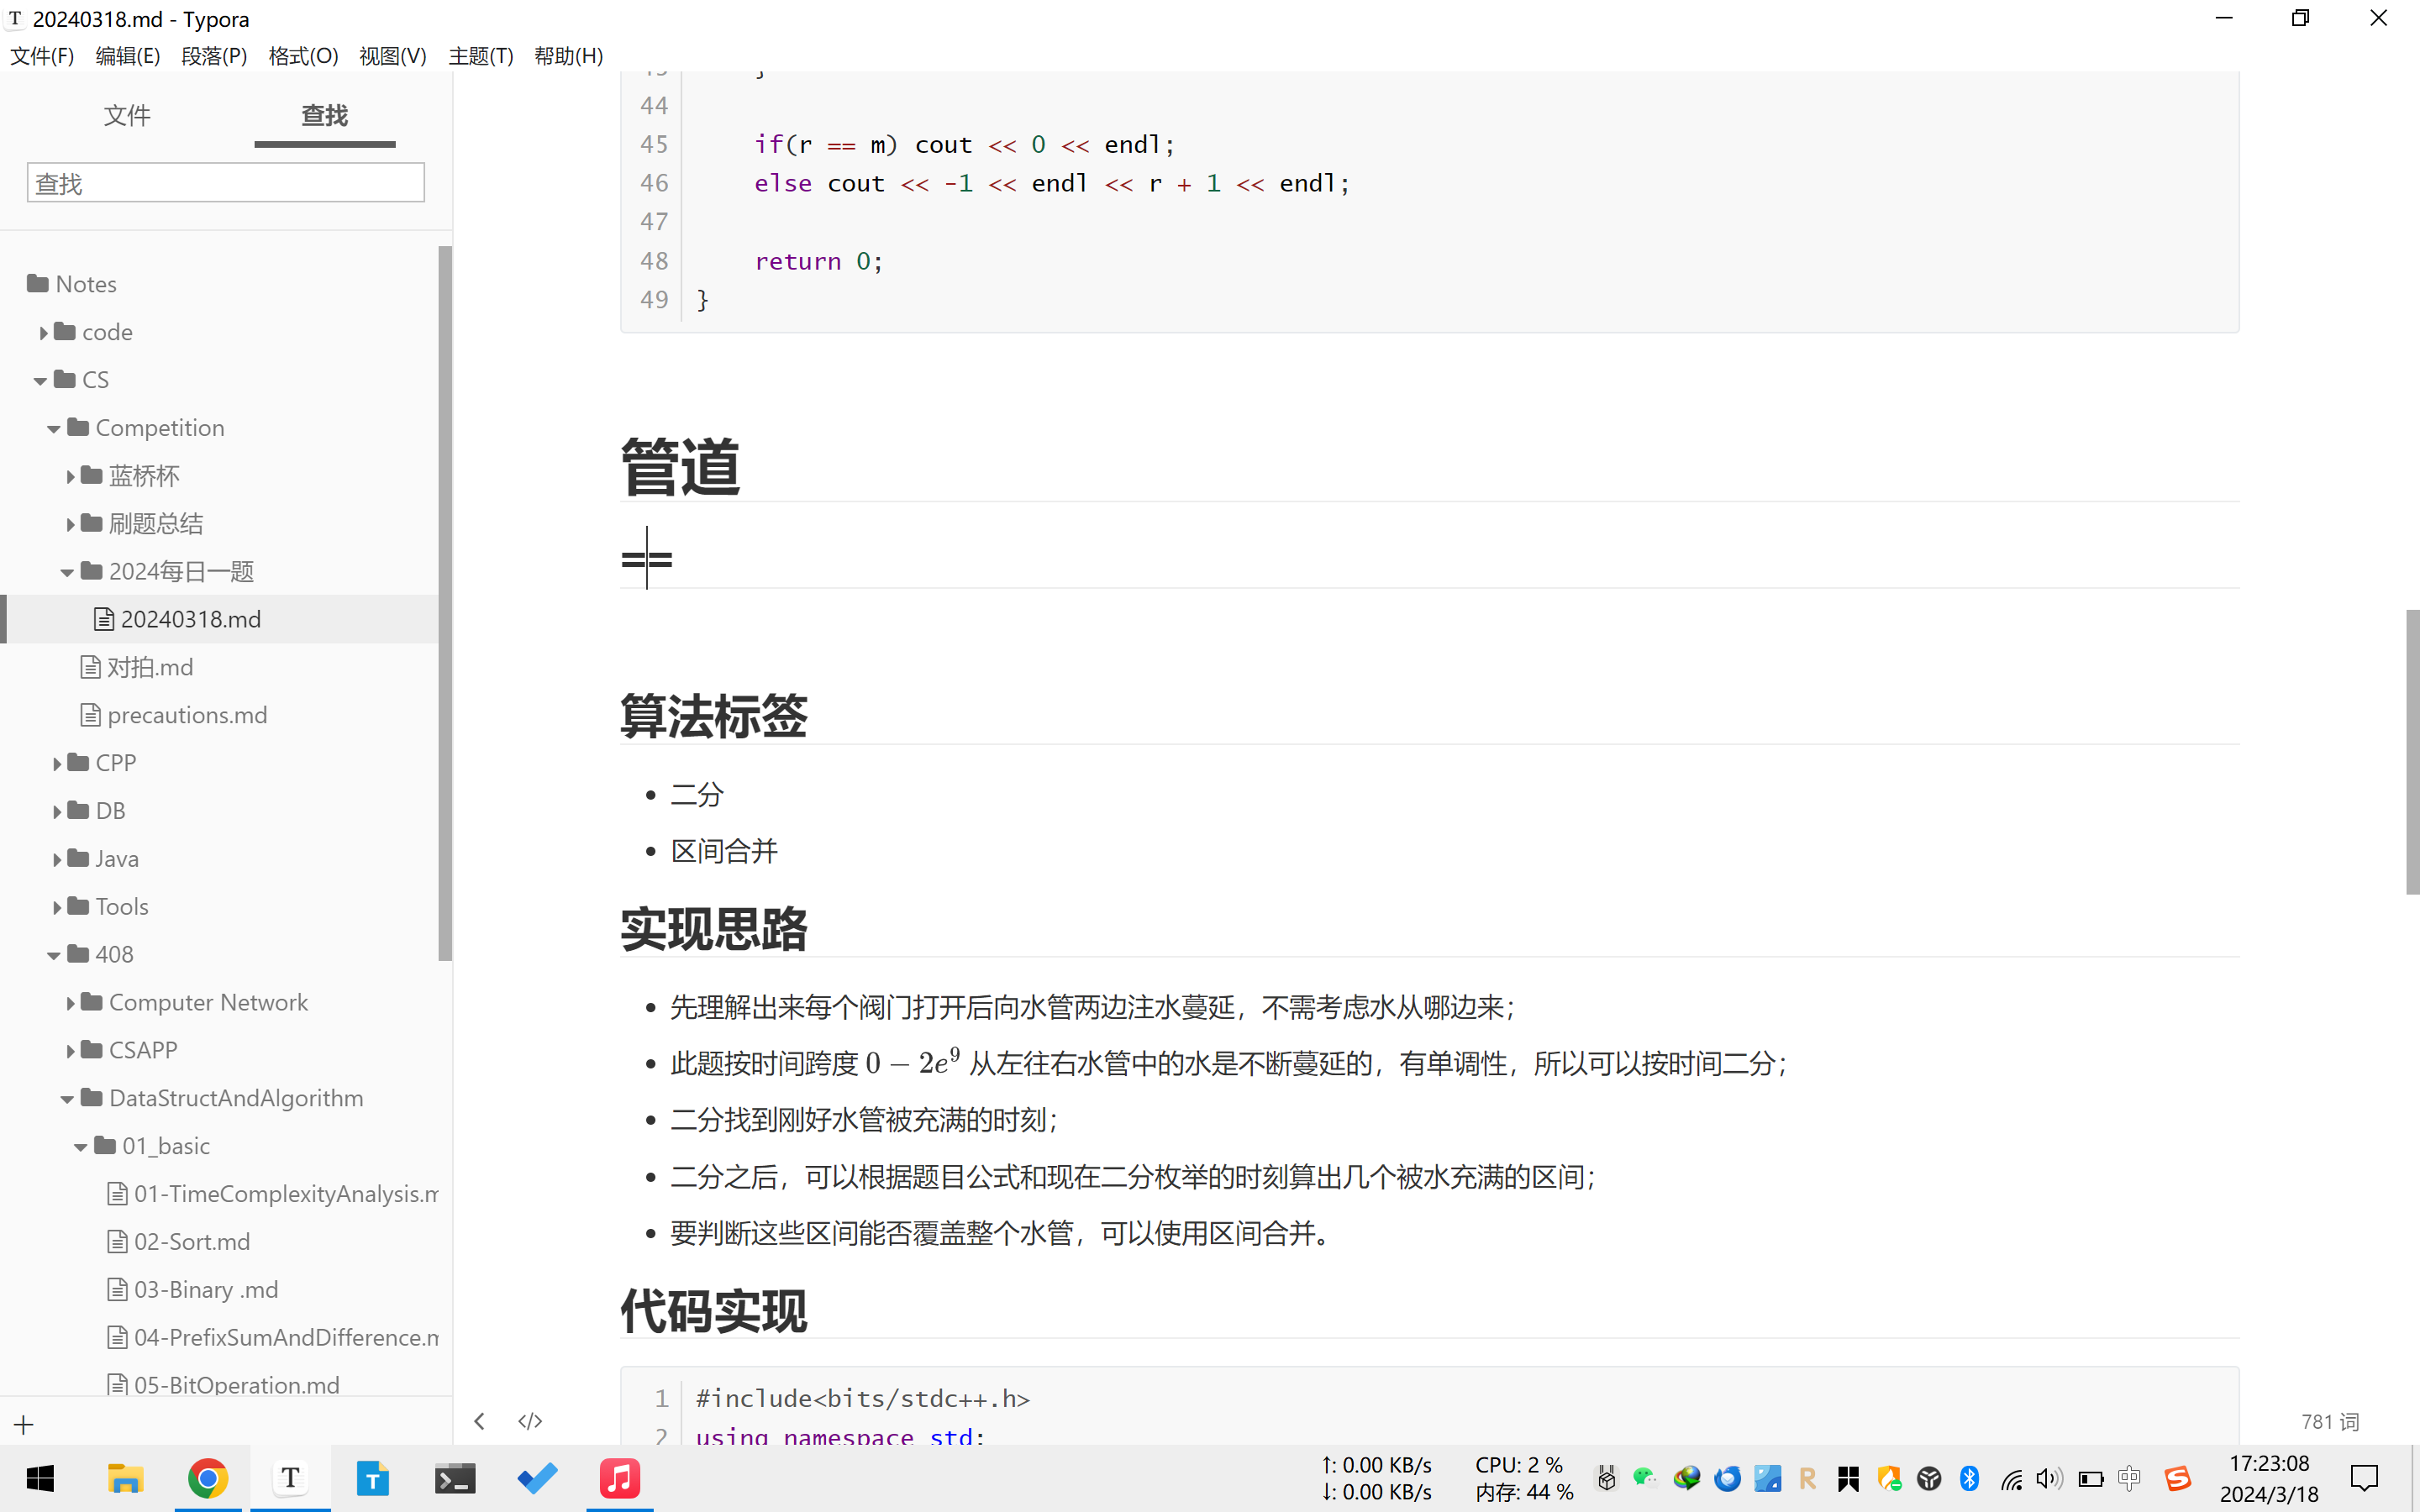 20240318.md - Typora
文件(F) 编辑(E) 段落(P) 格式(O) 视图(V) 主题(T) 帮助(H)
文件 查找
查找
Notes
code
CS
Competition
蓝桥杯
刷题总结
2024每日一题
20240318.md
对拍.md
precautions.md
CPP
DB
Java
Tools
408
Computer Network
CSAPP
DataStructAndAlgorithm
01_basic
01-TimeComplexityAnalysis.m
02-Sort.md
03-Binary .md
04-PrefixSumAndDifference.m
05-BitOperation.md
44
45 if(r == m) cout << 0 << endl;
46 else cout << -1 << endl << r + 1 << endl;
47
48 return 0;
49 }
管道
==
算法标签
• 二分
• 区间合并
实现思路
• 先理解出来每个阀门打开后向水管两边注水蔓延，不需考虑水从哪边来；
• 此题按时间跨度 0 − 2e⁹ 从左往右水管中的水是不断蔓延的，有单调性，所以可以按时间二分；
• 二分找到刚好水管被充满的时刻；
• 二分之后，可以根据题目公式和现在二分枚举的时刻算出几个被水充满的区间；
• 要判断这些区间能否覆盖整个水管，可以使用区间合并。
代码实现
1 #include<bits/stdc++.h>
2 using namespace std;
781 词
↑: 0.00 KB/s CPU: 2 %
↓: 0.00 KB/s 内存: 44 %
中
17:23:08
2024/3/18